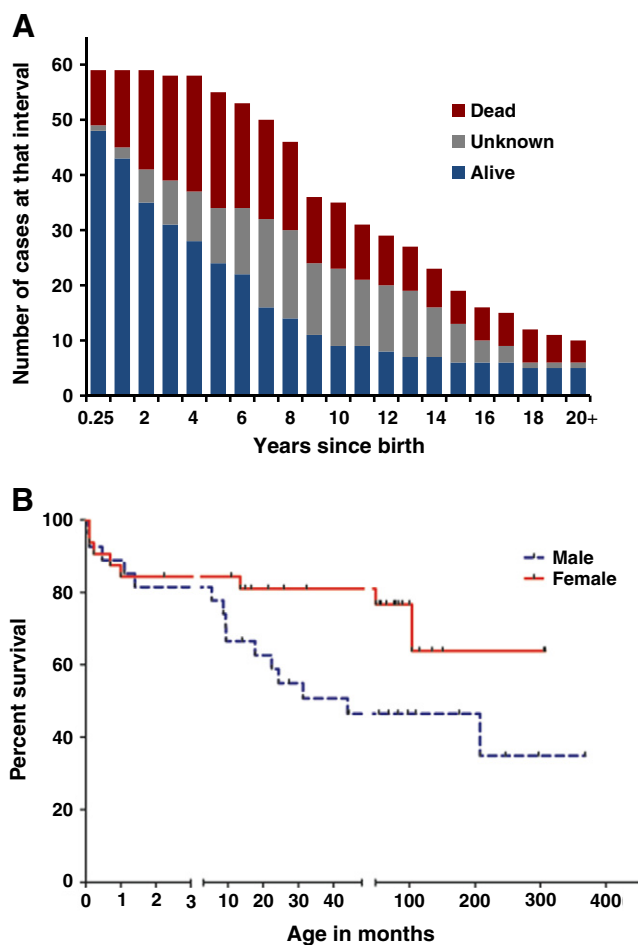 A
Number of cases at that interval
60
50
40
30
20
10
0
Dead
Unknown
Alive
0.25 2 4 6 8 10 12 14 16 18 20+
Years since birth
B
Percent survival
100
80
60
40
20
0
Male
Female
0 1 2 3 10 20 30 40 100 200 300 400
Age in months